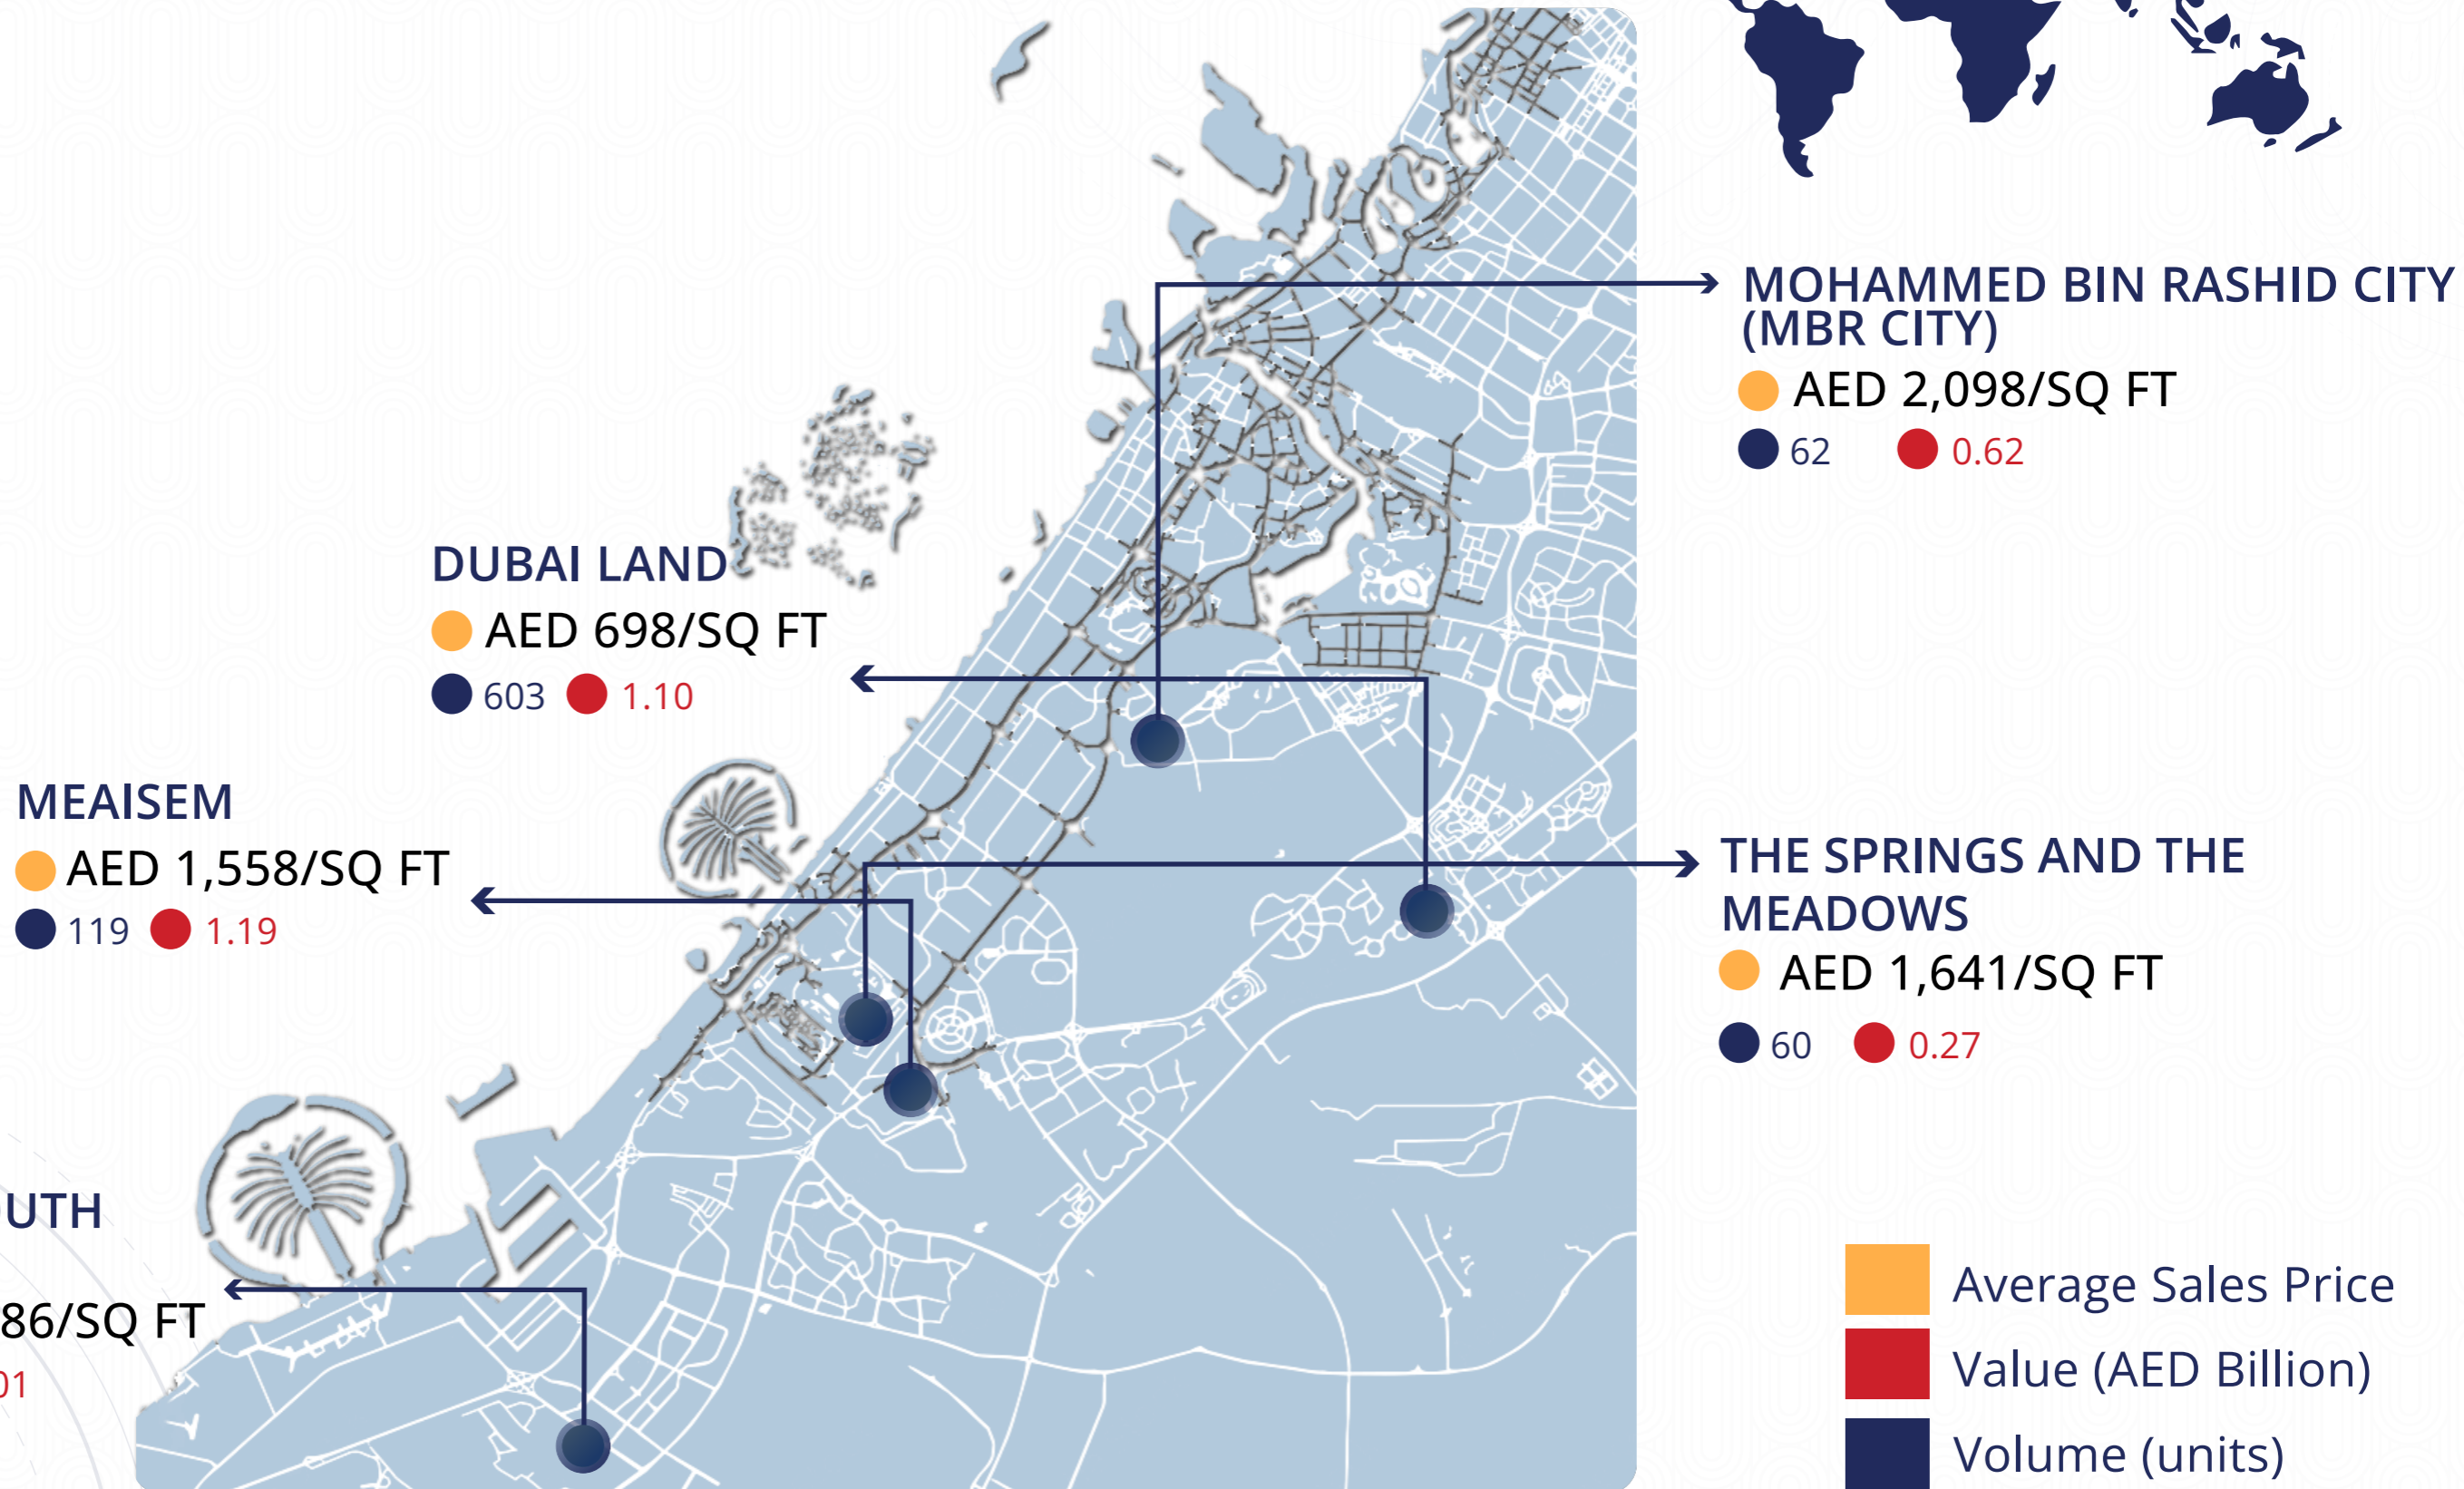 MOHAMMED BIN RASHID CITY
(MBR CITY)
AED 2,098/SQ FT
62 0.62
DUBAI LAND
AED 698/SQ FT
603 1.10
MEAISEM
AED 1,558/SQ FT
119 1.19
THE SPRINGS AND THE
MEADOWS
AED 1,641/SQ FT
60 0.27
UTH
86/SQ FT
01
Average Sales Price
Value (AED Billion)
Volume (units)